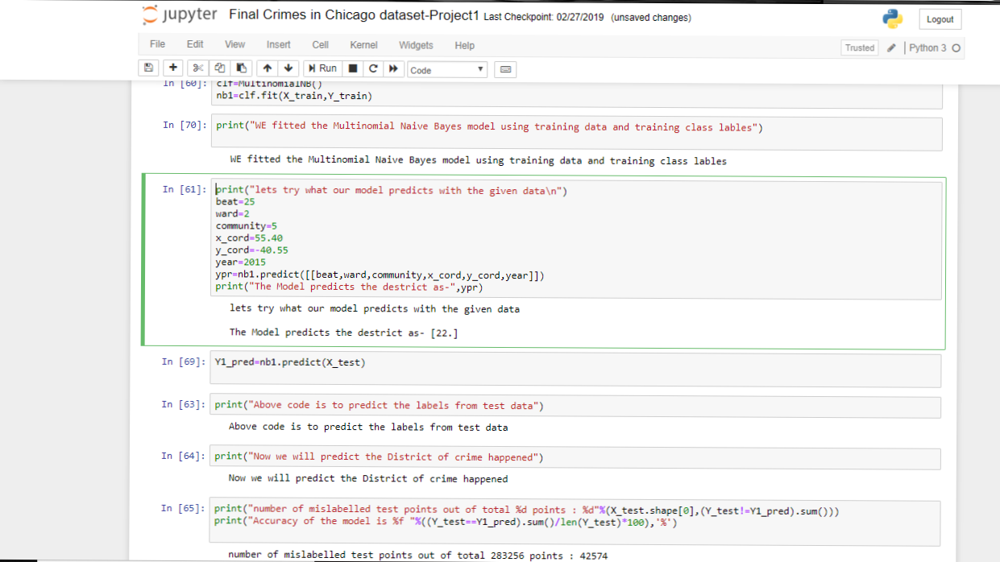 jupyter Final Crimes in Chicago dataset-Project1 Last Checkpoint: 02/27/2019 (unsaved changes) Logout
File Edit View Insert Cell Kernel Widgets Help Trusted Python 3
Run Code
In [60]: clf=MultinomialNB()
nb1=clf.fit(X_train,Y_train)
In [70]: print("WE fitted the Multinomial Naive Bayes model using training data and training class lables")
WE fitted the Multinomial Naive Bayes model using training data and training class lables
In [61]: print("lets try what our model predicts with the given data\n")
beat=25
ward=2
community=5
x_cord=55.40
y_cord=-40.55
year=2015
ypr=nb1.predict([[beat,ward,community,x_cord,y_cord,year]])
print("The Model predicts the destrict as-",ypr)
lets try what our model predicts with the given data
The Model predicts the destrict as- [22.]
In [69]: Y1_pred=nb1.predict(X_test)
In [63]: print("Above code is to predict the labels from test data")
Above code is to predict the labels from test data
In [64]: print("Now we will predict the District of crime happened")
Now we will predict the District of crime happened
In [65]: print("number of mislabelled test points out of total %d points : %d"%(X_test.shape[0],(Y_test!=Y1_pred).sum()))
print("Accuracy of the model is %f "%((Y_test==Y1_pred).sum()/len(Y_test)*100),'%')
number of mislabelled test points out of total 283256 points : 42574